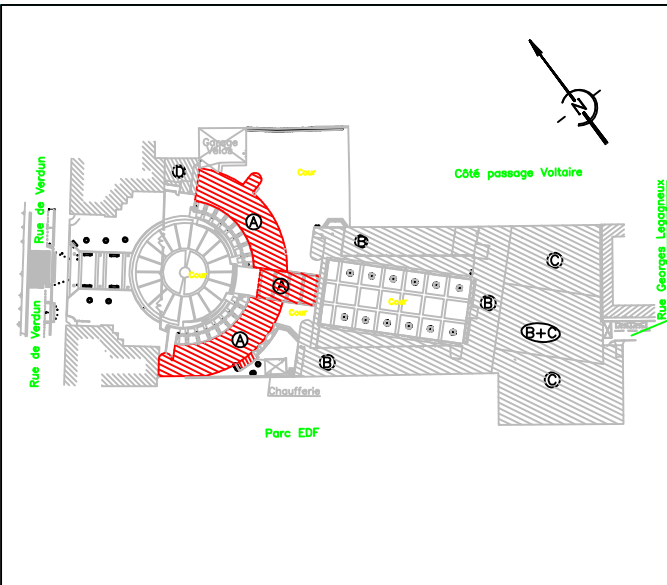 N
Garage
Vélos
Cour
Côté passage Voltaire
D
Rue de Verdun
Rue Georges Legagneux
A
B
C
Cour
A
Cour
Cour
B
Rue de Verdun
A
B+C
B
C
Chaufferie
Parc EDF